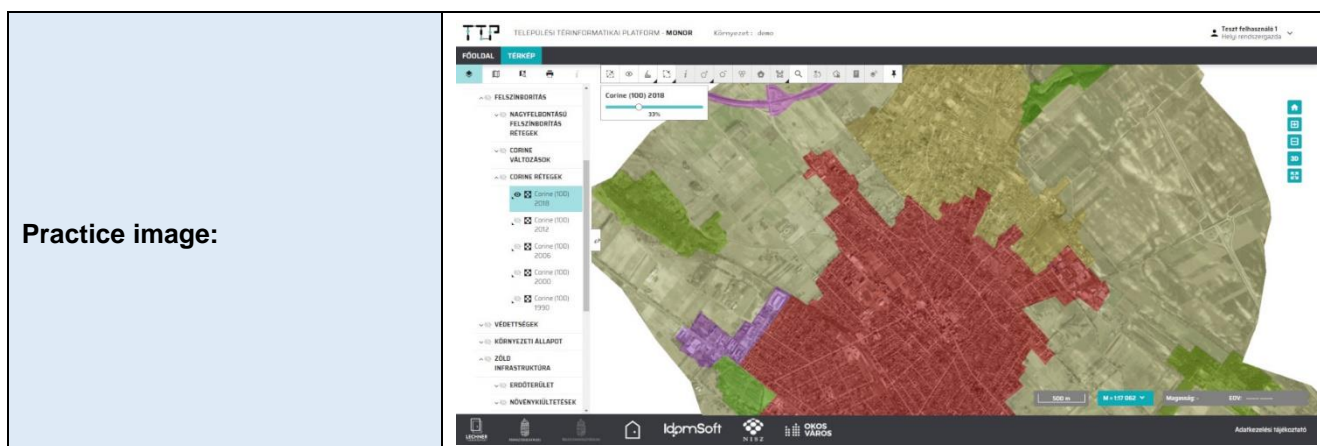 Practice image:
TTP
TELEPÜLÉSI TÉRINFORMATIKAI PLATFORM - MONOR Környezet: demo
Teszt felhasználó 1
Helyi rendszergazda
FŐOLDAL TÉRKÉP
FELSZÍNBORÍTÁS
NAGYFELBONTÁSÚ
FELSZÍNBORÍTÁS
RÉTEGEK
CORINE
VÁLTOZÁSOK
CORINE RÉTEGEK
Corine (100)
2018
Corine (100)
2012
Corine (100)
2006
Corine (100)
2000
Corine (100)
1990
VÉDETTSÉGEK
KÖRNYEZETI ÁLLAPOT
ZÖLD
INFRASTRUKTÚRA
ERDŐTERÜLET
NÖVÉNYKIÜLTETÉSEK
Corine (100) 2018
33%
3D
500 m
M = 1:17 062
Magasság: -
EOV:
LECHNER
IdomSoft
NISZ
OKOS
VÁROS
Adatkezelési tájékoztató